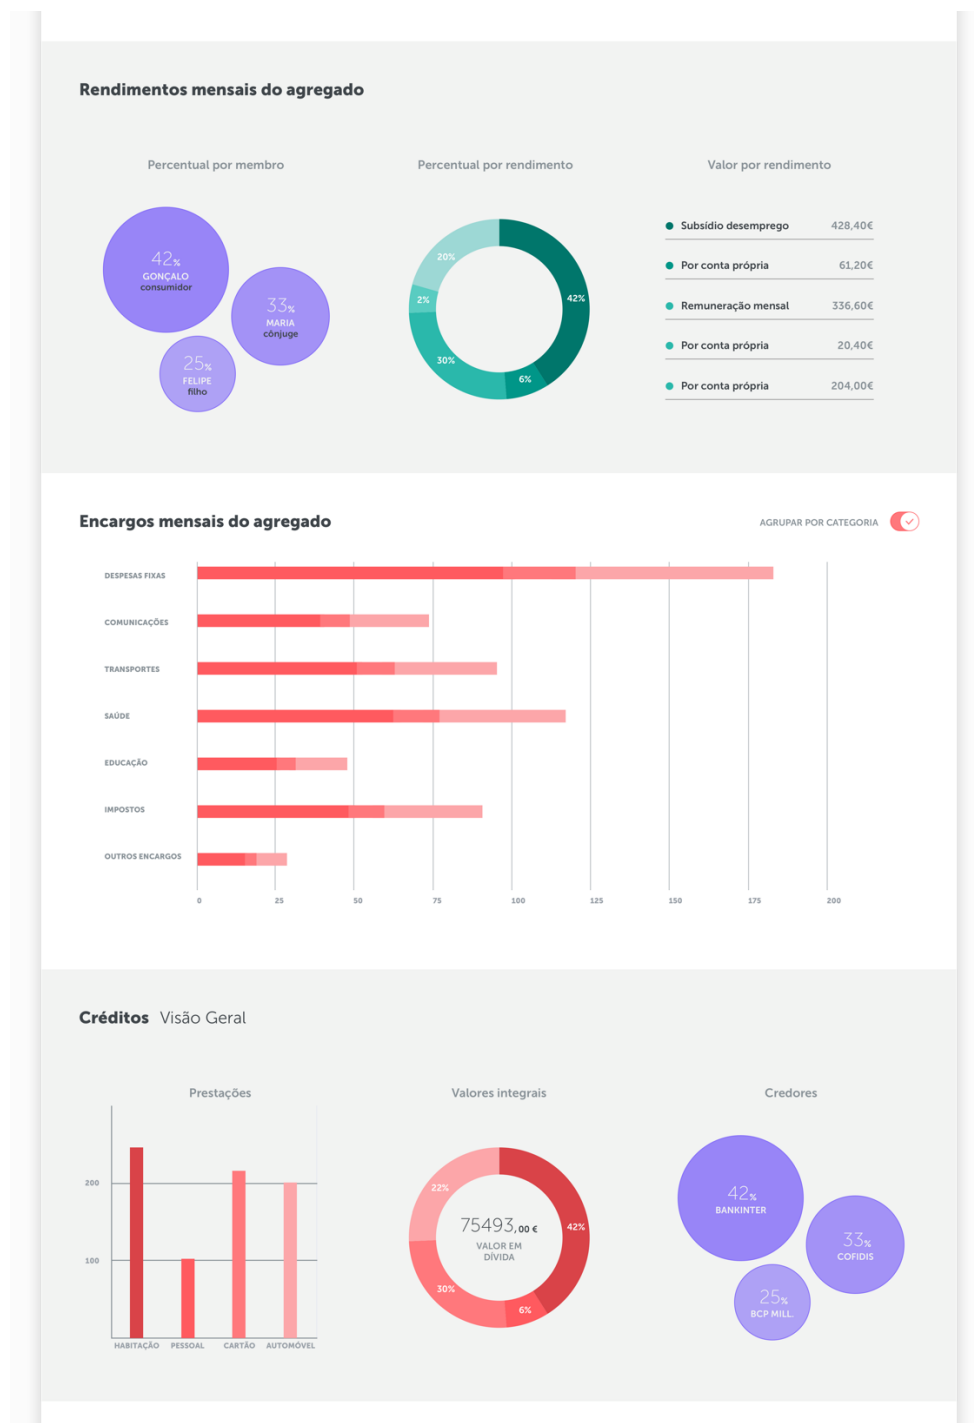 Rendimentos mensais do agregado
Percentual por membro
42%
GONÇALO
consumidor
33%
MARIA
cônjuge
25%
FELIPE
filho
Percentual por rendimento
20%
2%
42%
30%
6%
Valor por rendimento
Subsídio desemprego 428,40€
Por conta própria 61,20€
Remuneração mensal 336,60€
Por conta própria 20,40€
Por conta própria 204,00€
Encargos mensais do agregado
AGRUPAR POR CATEGORIA
DESPESAS FIXAS
COMUNICAÇÕES
TRANSPORTES
SAÚDE
EDUCAÇÃO
IMPOSTOS
OUTROS ENCARGOS
0 25 50 75 100 125 150 175 200
Créditos Visão Geral
Prestações
200
100
HABITAÇÃO PESSOAL CARTÃO AUTOMÓVEL
Valores integrais
22%
42%
75493,00 €
VALOR EM
DÍVIDA
30%
6%
Credores
42%
BANKINTER
33%
COFIDIS
25%
BCP MILL.